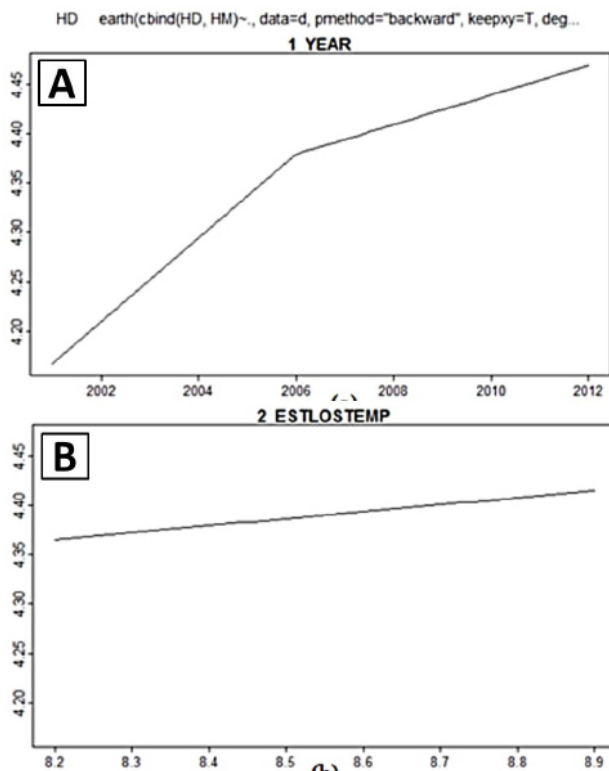 HD earth(cbind(HD, HM)~., data=d, pmethod="backward", keepxy=T, deg...
1 YEAR
A
4.45
4.40
4.35
4.30
4.25
4.20
2002 2004 2006 2008 2010 2012
2 ESTLOSTEMP
B
4.45
4.40
4.35
4.30
4.25
4.20
8.2 8.3 8.4 8.5 8.6 8.7 8.8 8.9